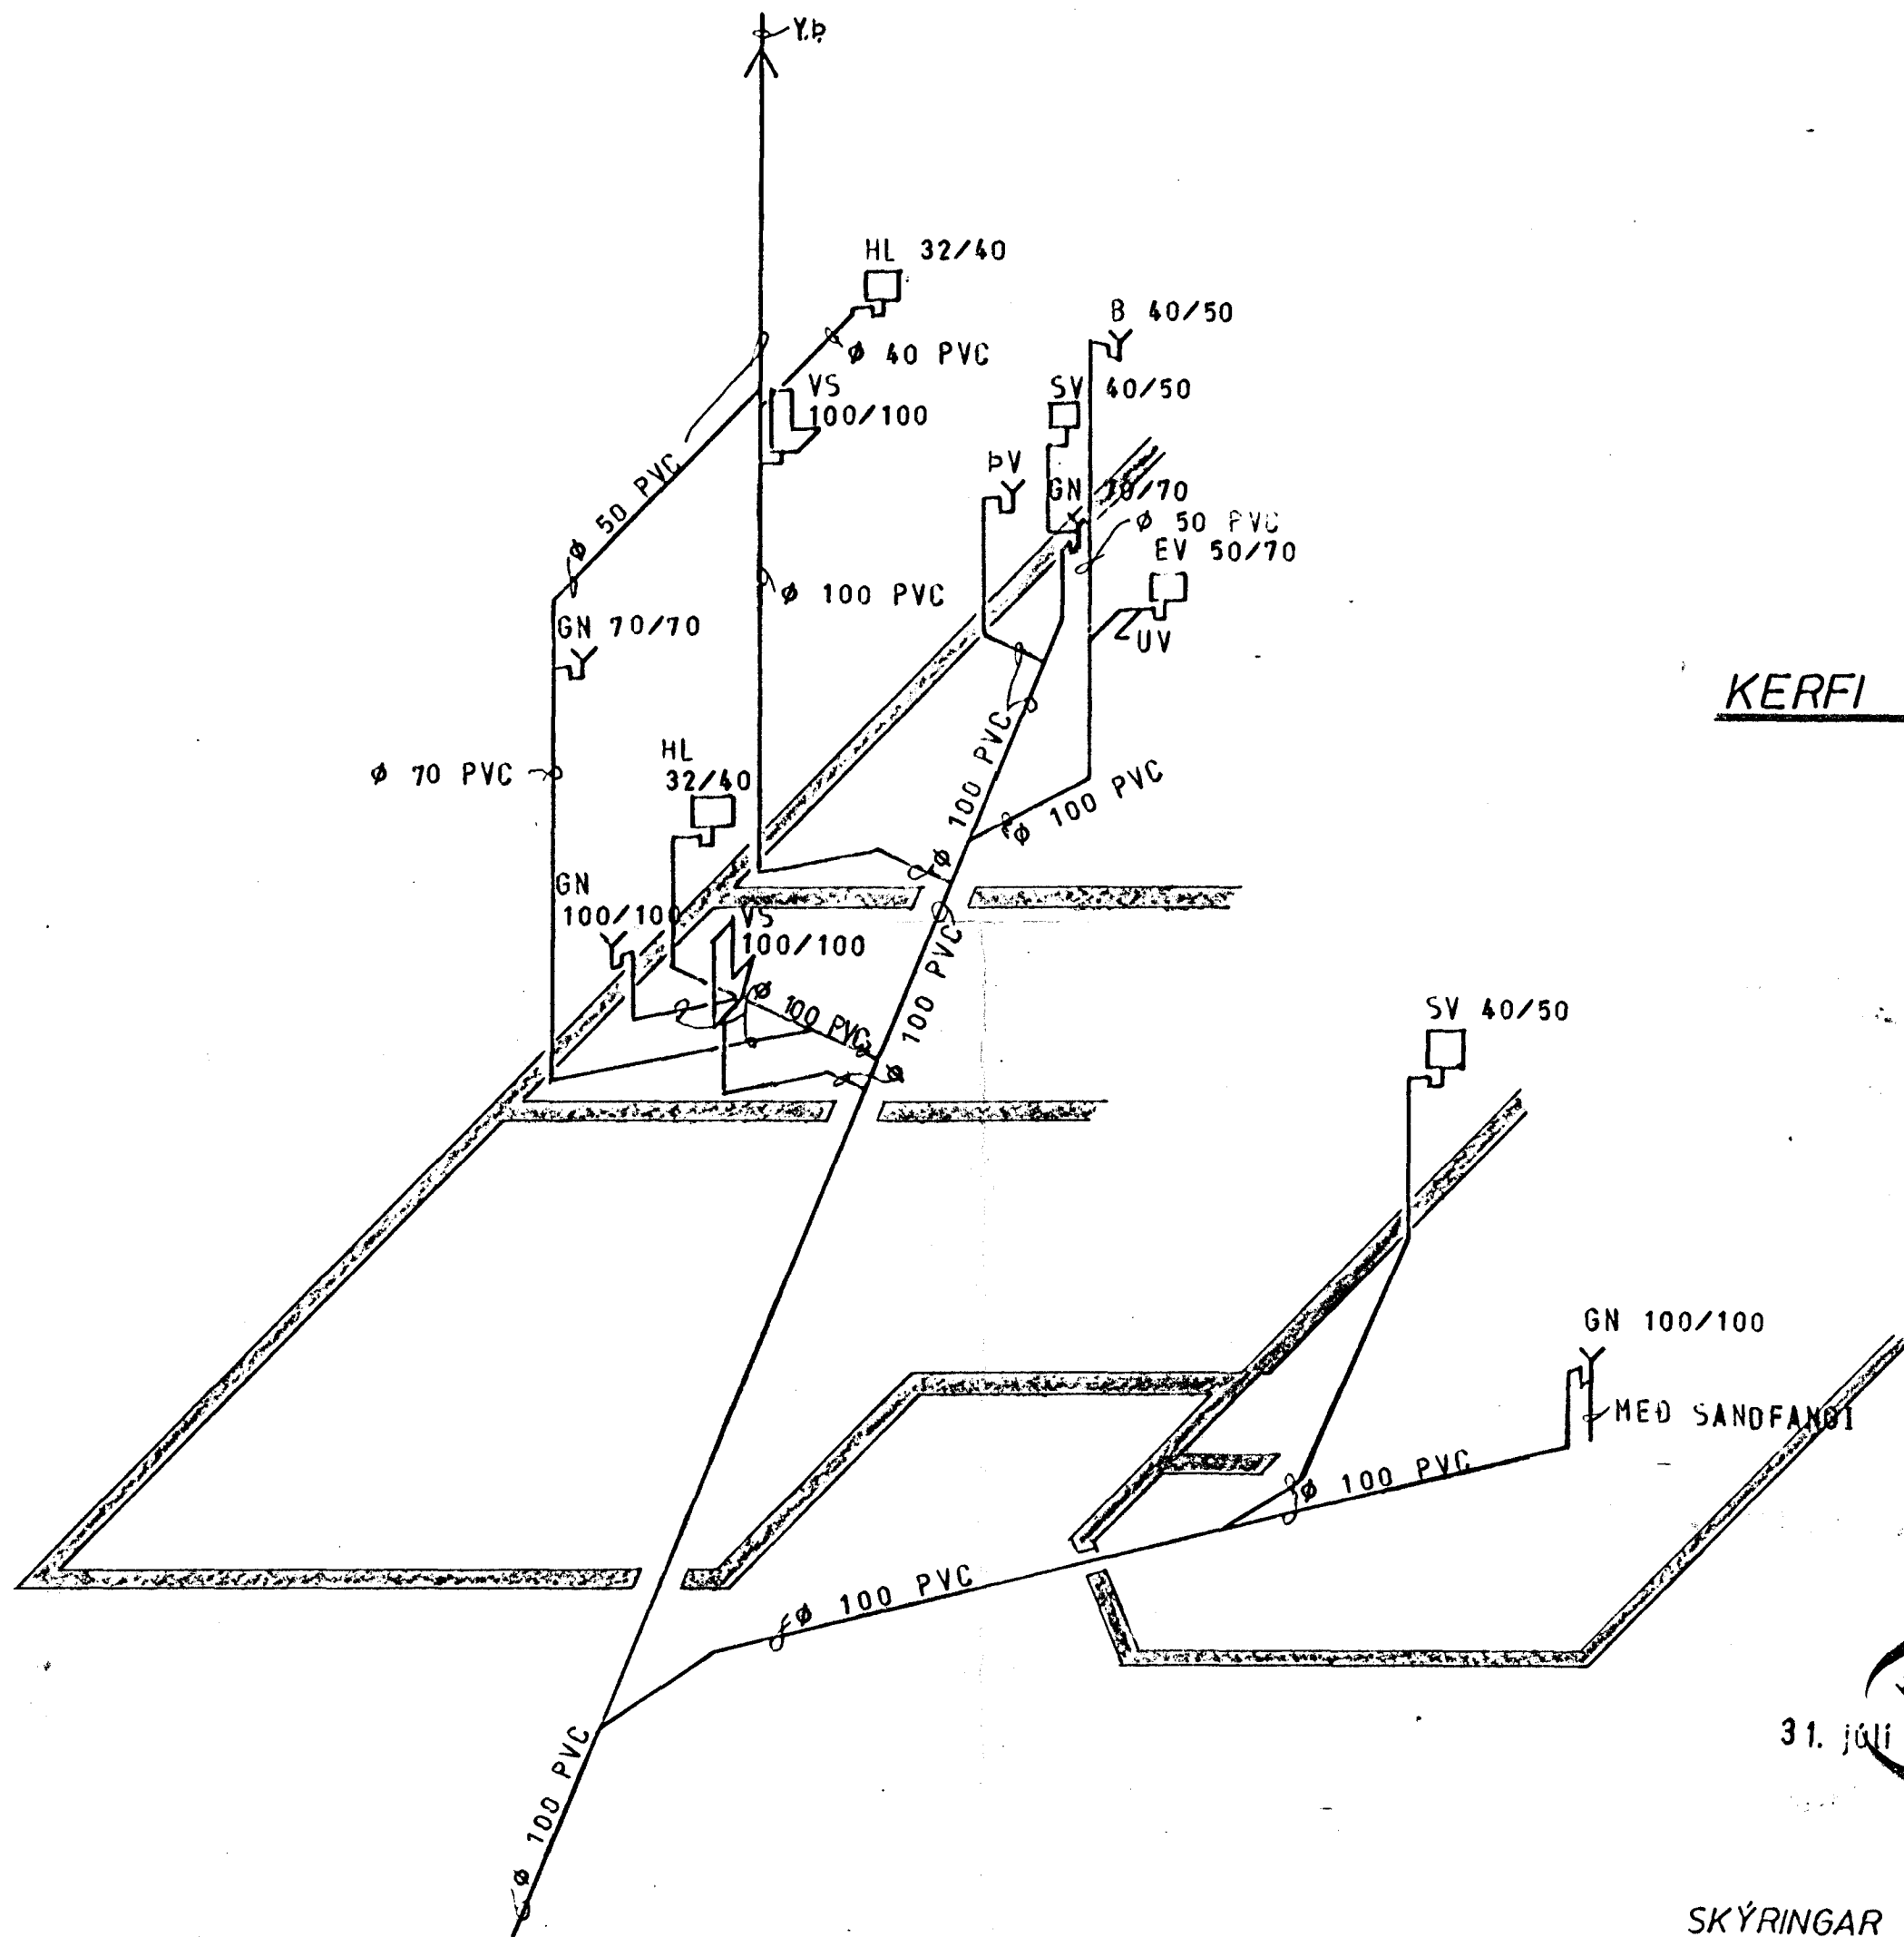 Y.Þ.
HL 32/40
B 40/50
ø 40 PVC
VS
100/100
SV 40/50
ÞV
GN 70/70
ø 50 PVC
ø 50 PVC
EV 50/70
ø 100 PVC
GN 70/70
UV
KERFI
ø 70 PVC
HL
32/40
ø 100 PVC
ø 100 PVC
GN
100/100
VS
100/100
ø 100 PVC
ø 100 PVC
SV 40/50
GN 100/100
MEÐ SANDFANGI
ø 100 PVC
ø 100 PVC
31. júlí
ø 100 PVC
SKÝRINGAR